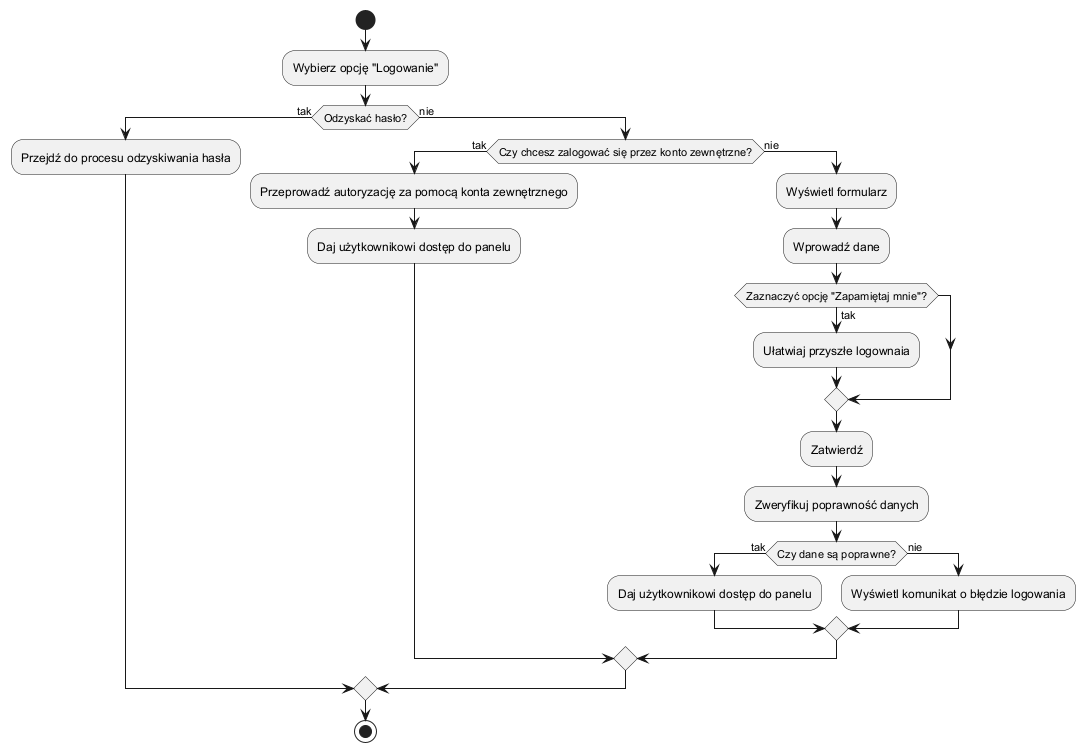 Wybierz opcję "Logowanie"
tak
Odzyskać hasło?
nie
Przejdź do procesu odzyskiwania hasła
tak
Czy chcesz zalogować się przez konto zewnętrzne?
nie
Przeprowadź autoryzację za pomocą konta zewnętrznego
Daj użytkownikowi dostęp do panelu
Wyświetl formularz
Wprowadź dane
Zaznaczyć opcję "Zapamiętaj mnie"?
tak
Ułatwiaj przyszłe logownaia
Zatwierdź
Zweryfikuj poprawność danych
tak
Czy dane są poprawne?
nie
Daj użytkownikowi dostęp do panelu
Wyświetl komunikat o błędzie logowania